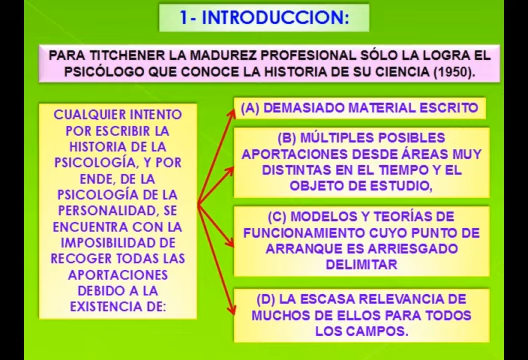 1- INTRODUCCION:
PARA TITCHENER LA MADUREZ PROFESIONAL SÓLO LA LOGRA EL
PSICÓLOGO QUE CONOCE LA HISTORIA DE SU CIENCIA (1950).
CUALQUIER INTENTO
POR ESCRIBIR LA
HISTORIA DE LA
PSICOLOGÍA, Y POR
ENDE, DE LA
PSICOLOGÍA DE LA
PERSONALIDAD, SE
ENCUENTRA CON LA
IMPOSIBILIDAD DE
RECOGER TODAS LAS
APORTACIONES
DEBIDO A LA
EXISTENCIA DE:
(A) DEMASIADO MATERIAL ESCRITO
(B) MÚLTIPLES POSIBLES
APORTACIONES DESDE ÁREAS MUY
DISTINTAS EN EL TIEMPO Y EL
OBJETO DE ESTUDIO,
(C) MODELOS Y TEORÍAS DE
FUNCIONAMIENTO CUYO PUNTO DE
ARRANQUE ES ARRIESGADO
DELIMITAR
(D) LA ESCASA RELEVANCIA DE
MUCHOS DE ELLOS PARA TODOS
LOS CAMPOS.